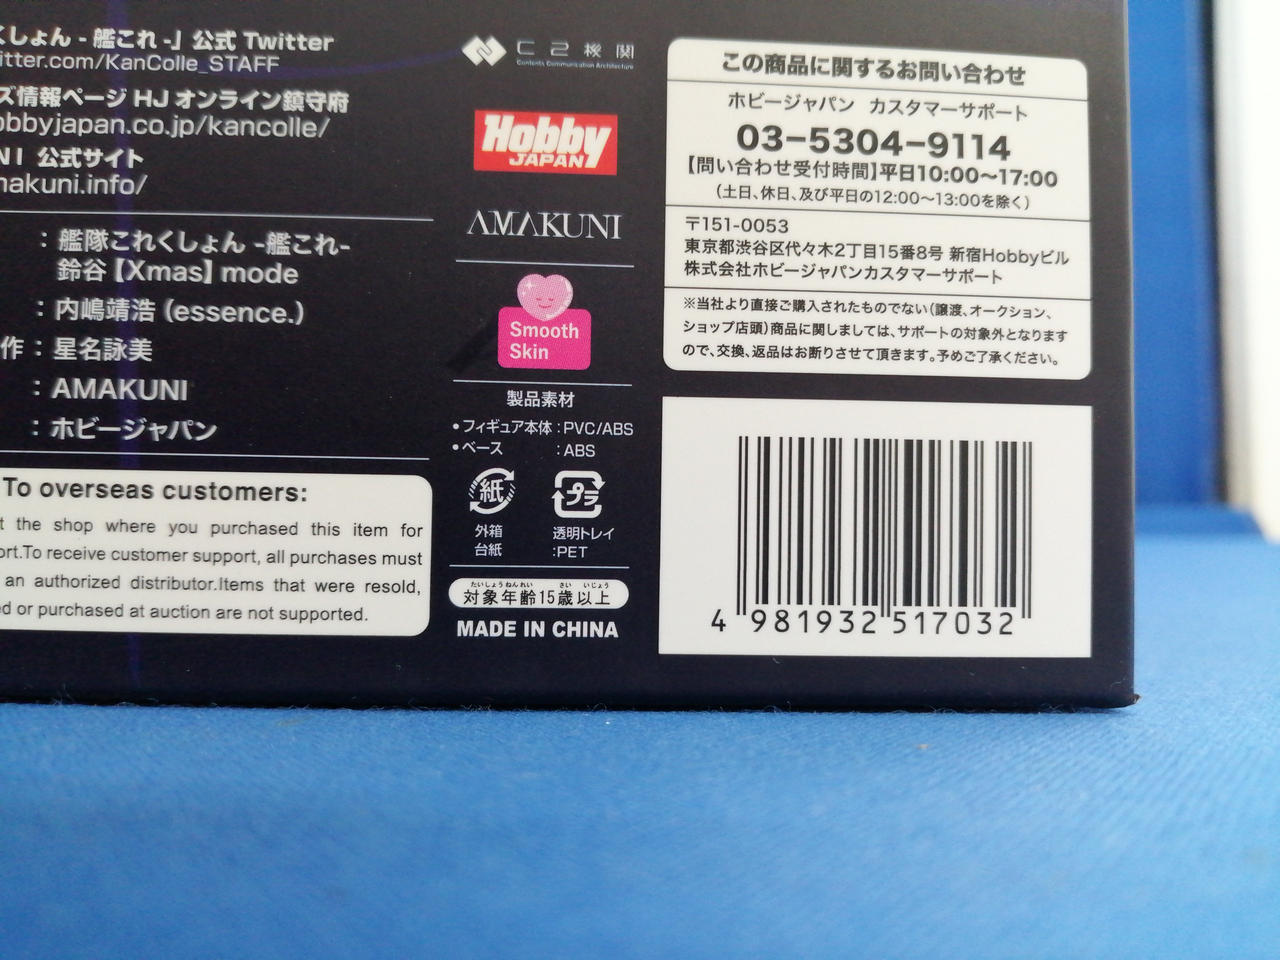 くしょん -艦これ-」公式 Twitter
itter.com/KanColle_STAFF
ズ情報ページ HJ オンライン鎮守府
obbyjapan.co.jp/kancolle/
NI 公式サイト
makuni.info/
：艦隊これくしょん -艦これ-
鈴谷【Xmas】mode
：内嶋靖浩 (essence.)
作：星名詠美
：AMAKUNI
：ホビージャパン
To overseas customers:
t the shop where you purchased this item for
ort.To receive customer support, all purchases must
an authorized distributor.Items that were resold,
ed or purchased at auction are not supported.
C2機関
Contents Communication Architecture
Hobby
JAPAN
AMAKUNI
Smooth
Skin
製品素材
•フィギュア本体：PVC/ABS
•ベース：ABS
紙
プラ
外箱
台紙
透明トレイ
:PET
たいしょうねんれい さい いじょう
対象年齢15歳以上
MADE IN CHINA
この商品に関するお問い合わせ
ホビージャパン カスタマーサポート
03-5304-9114
【問い合わせ受付時間】平日10:00〜17:00
（土日、休日、及び平日の12:00〜13:00を除く）
〒151-0053
東京都渋谷区代々木2丁目15番8号 新宿Hobbyビル
株式会社ホビージャパンカスタマーサポート
※当社より直接ご購入されたものでない（譲渡、オークション、
ショップ店頭）商品に関しましては、サポートの対象外となります
ので、交換、返品はお断りさせて頂きます。予めご了承ください。
4 981932 517032